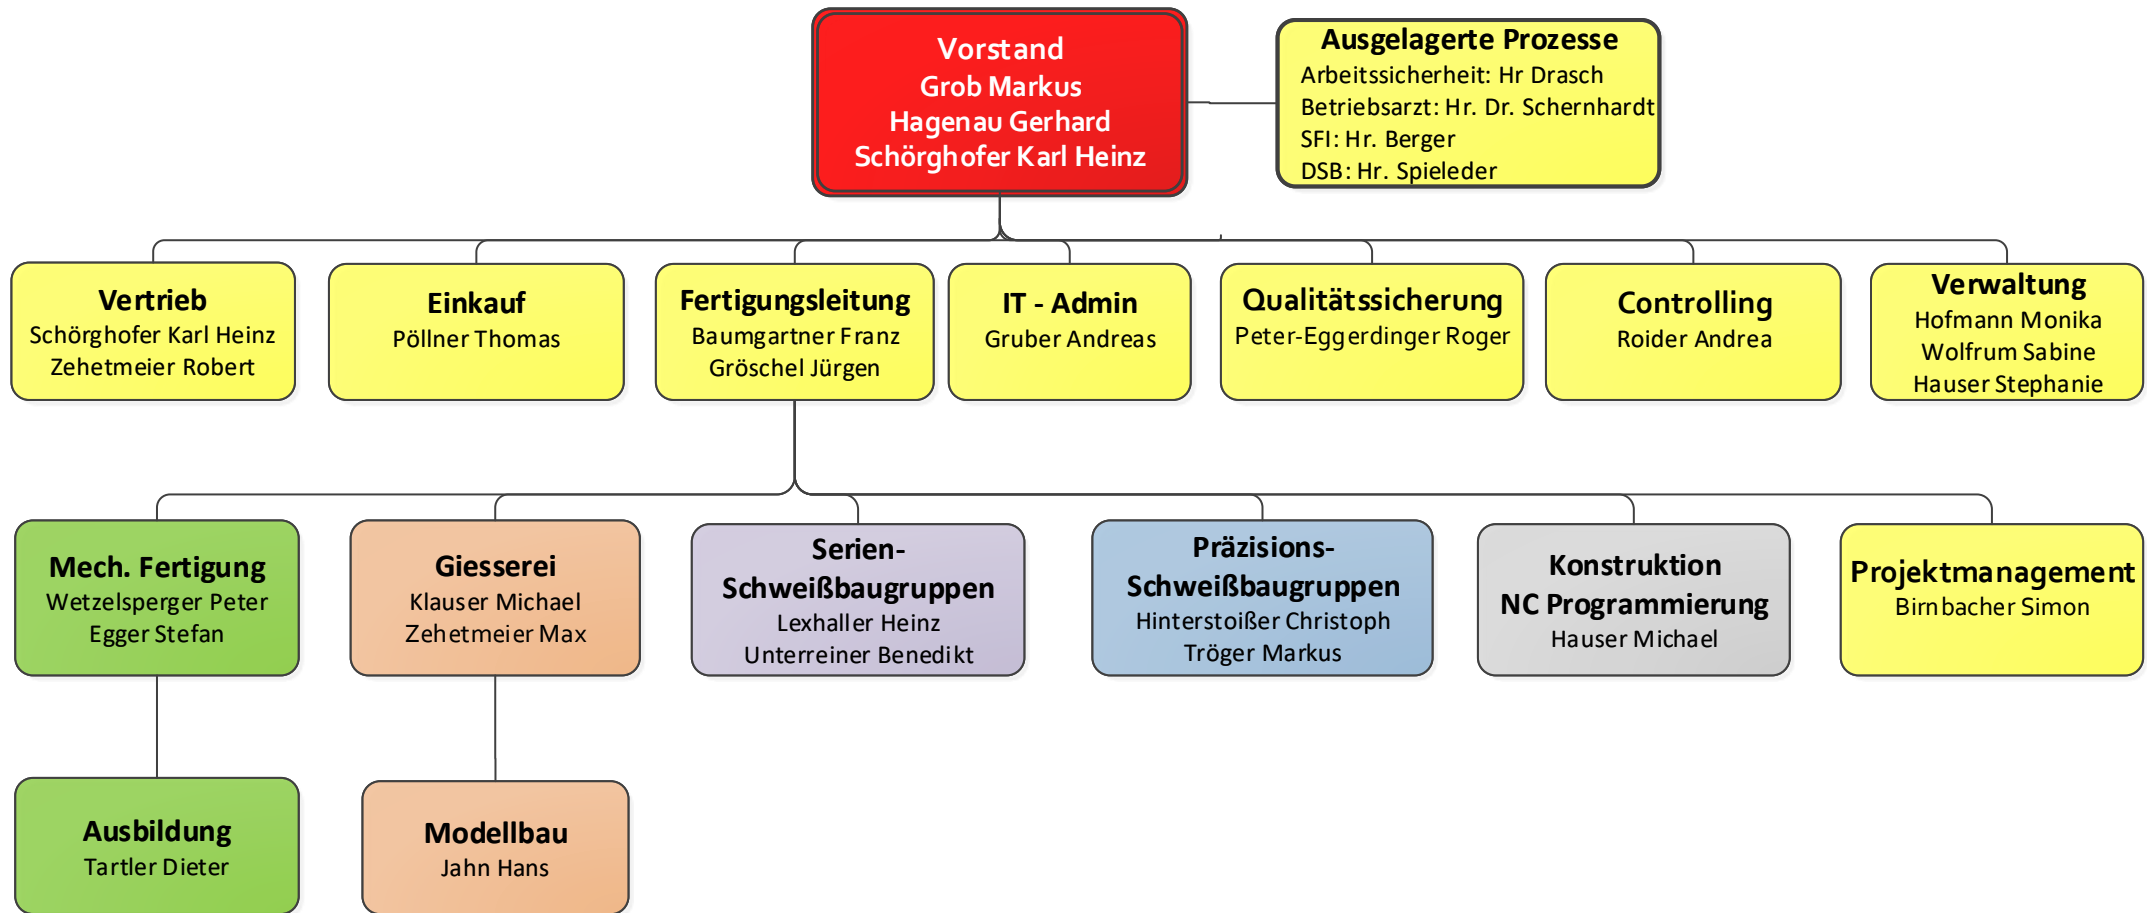 Vorstand
Grob Markus
Hagenau Gerhard
Schörghofer Karl Heinz
Ausgelagerte Prozesse
Arbeitssicherheit: Hr Drasch
Betriebsarzt: Hr. Dr. Schernhardt
SFI: Hr. Berger
DSB: Hr. Spieleder
Vertrieb
Schörghofer Karl Heinz
Zehetmeier Robert
Einkauf
Pöllner Thomas
Fertigungsleitung
Baumgartner Franz
Gröschel Jürgen
IT - Admin
Gruber Andreas
Qualitätssicherung
Peter-Eggerdinger Roger
Controlling
Roider Andrea
Verwaltung
Hofmann Monika
Wolfrum Sabine
Hauser Stephanie
Mech. Fertigung
Wetzelsperger Peter
Egger Stefan
Giesserei
Klauser Michael
Zehetmeier Max
Serien-
Schweißbaugruppen
Lexhaller Heinz
Unterreiner Benedikt
Präzisions-
Schweißbaugruppen
Hinterstoißer Christoph
Tröger Markus
Konstruktion
NC Programmierung
Hauser Michael
Projektmanagement
Birnbacher Simon
Ausbildung
Tartler Dieter
Modellbau
Jahn Hans